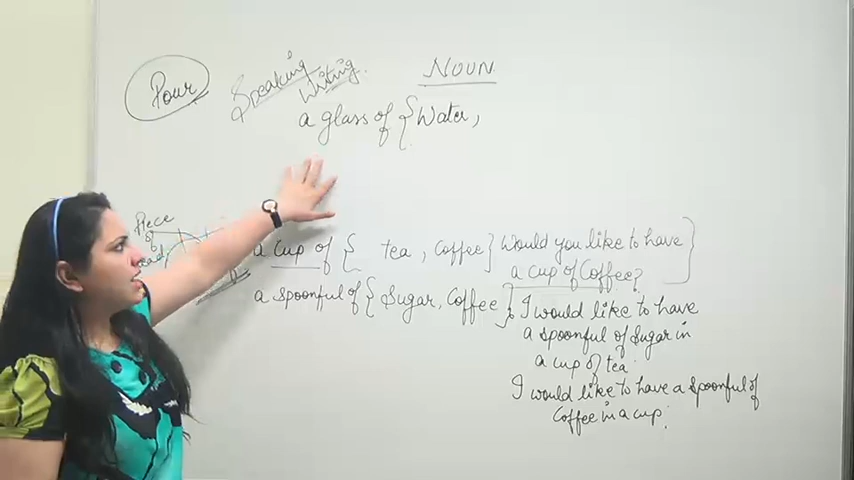 Pour
Speaking
Writing.
NOUN
a glass of { Water,
Piece
of
a cup of { tea, Coffee } Would you like to have
a cup of Coffee?
a spoonful of { Sugar, Coffee } I would like to have
a spoonful of Sugar in
a cup of tea.
I would like to have a spoonful of
Coffee in a cup.